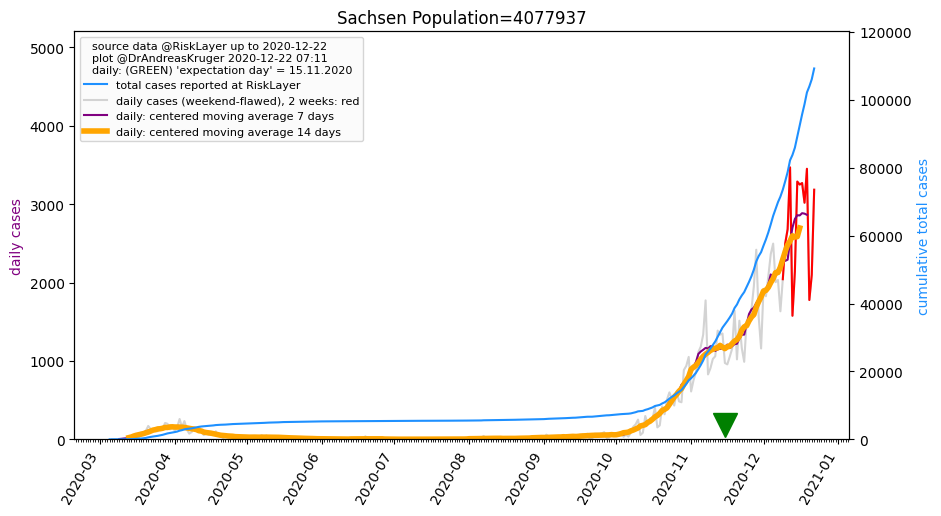 Sachsen Population=4077937
source data @RiskLayer up to 2020-12-22
plot @DrAndreasKruger 2020-12-22 07:11
daily: (GREEN) 'expectation day' = 15.11.2020
total cases reported at RiskLayer
daily cases (weekend-flawed), 2 weeks: red
daily: centered moving average 7 days
daily: centered moving average 14 days
daily cases
5000
4000
3000
2000
1000
0
cumulative total cases
120000
100000
80000
60000
40000
20000
0
2020-03
2020-04
2020-05
2020-06
2020-07
2020-08
2020-09
2020-10
2020-11
2020-12
2021-01